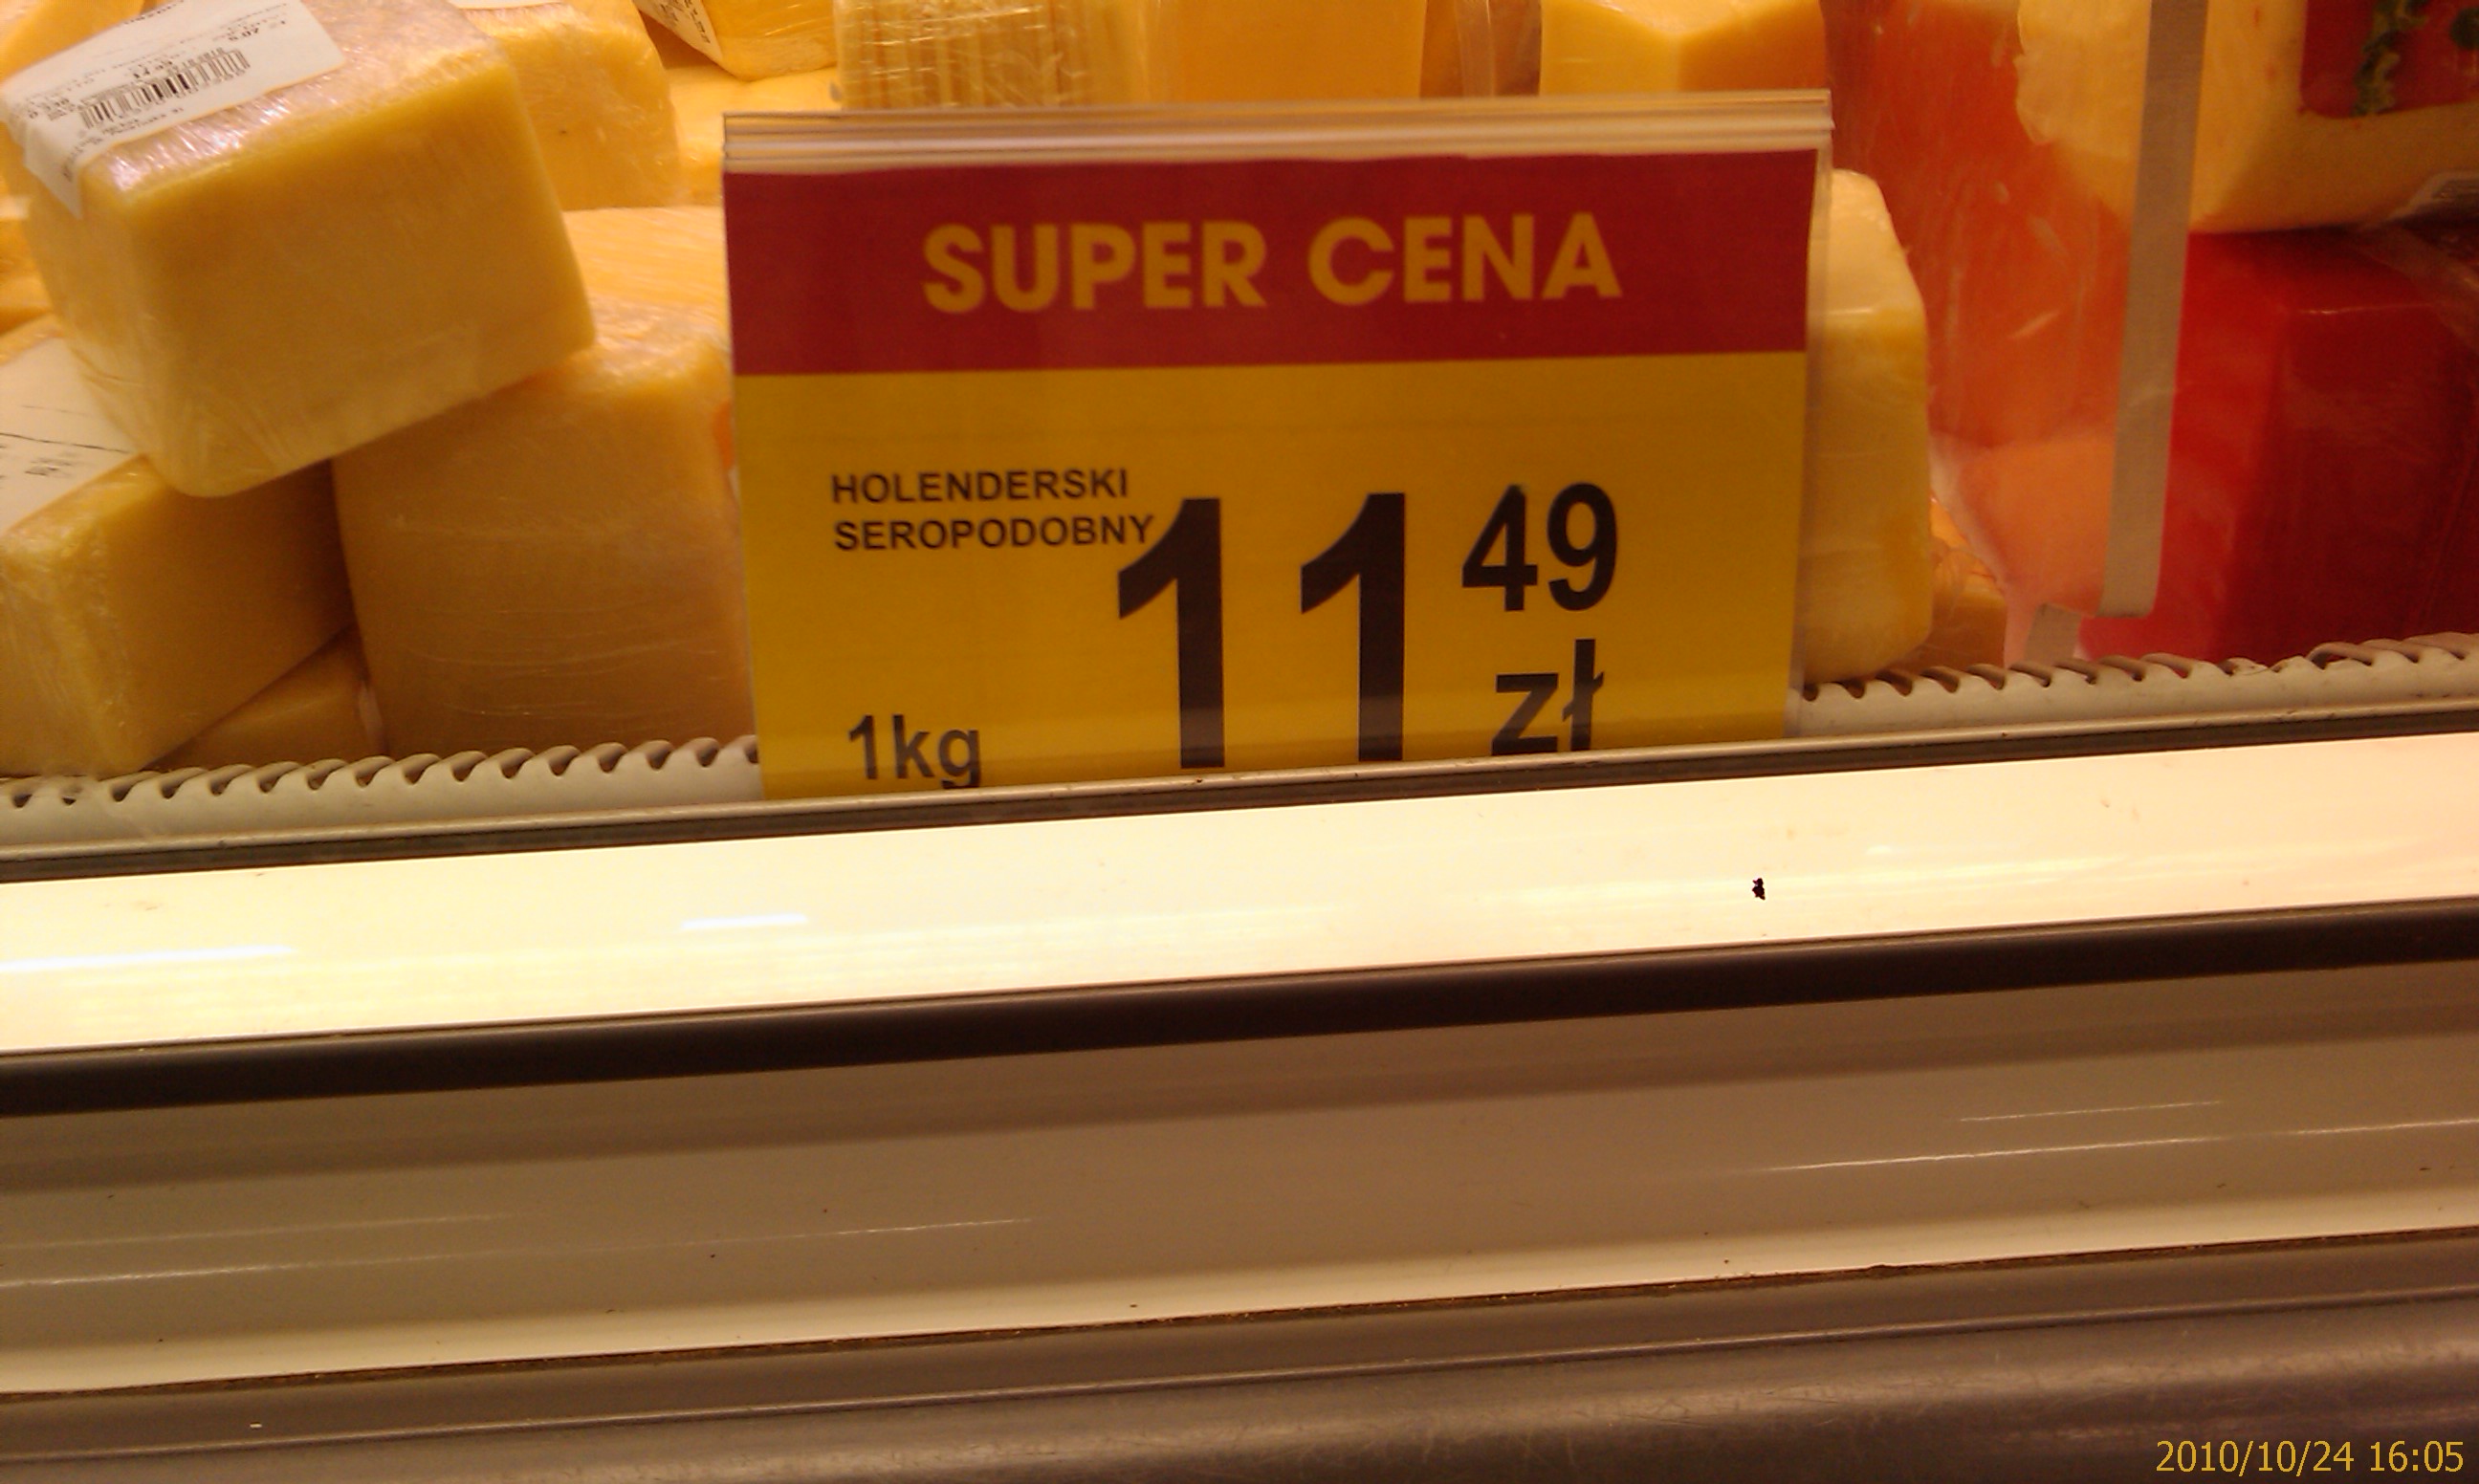 SUPER CENA
HOLENDERSKI
SEROPODOBNY
11 49
zł
1kg
2010/10/24 16:05